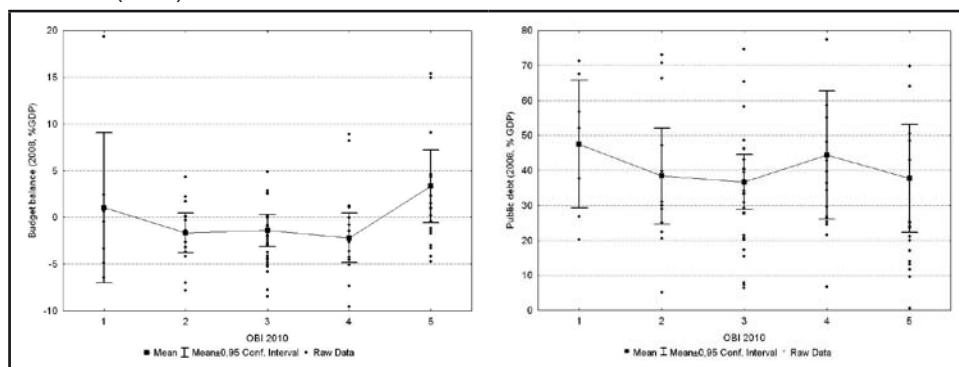 Budget balance (2008, %GDP)
20
15
10
5
0
-5
-10
1 2 3 4 5
OBI 2010
Mean Mean±0,95 Conf. Interval Raw Data
Public debt (2008, % GDP)
80
70
60
50
40
30
20
10
0
1 2 3 4 5
OBI 2010
Mean Mean±0,95 Conf. Interval Raw Data